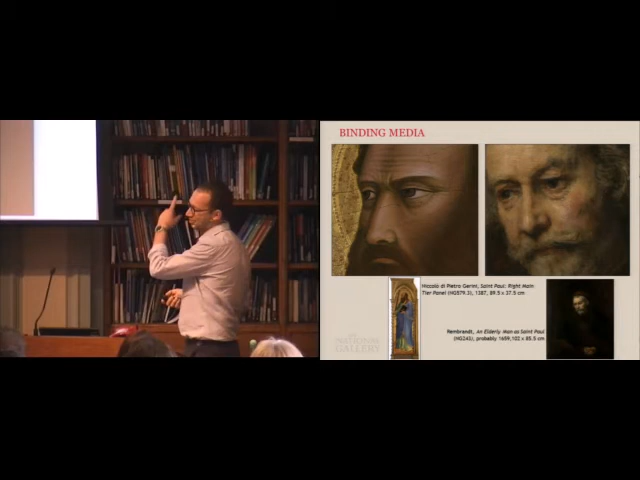 BINDING MEDIA
Niccolò di Pietro Gerini, Saint Paul: Right Main
Tier Panel (NG579.3), 1387, 89.5 x 37.5 cm
Rembrandt, An Elderly Man as Saint Paul
(NG243), probably 1659, 102 x 85.5 cm
THE
NATIONAL
GALLERY